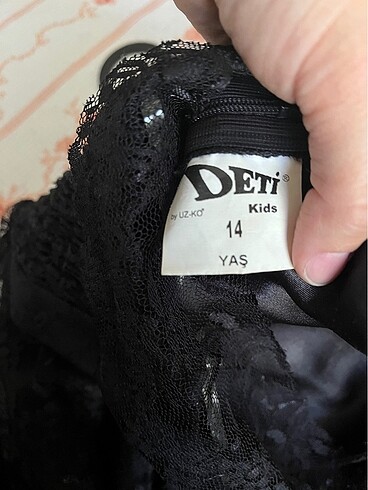 DETİ®
Kids
by UZ-KO®
14
YAŞ